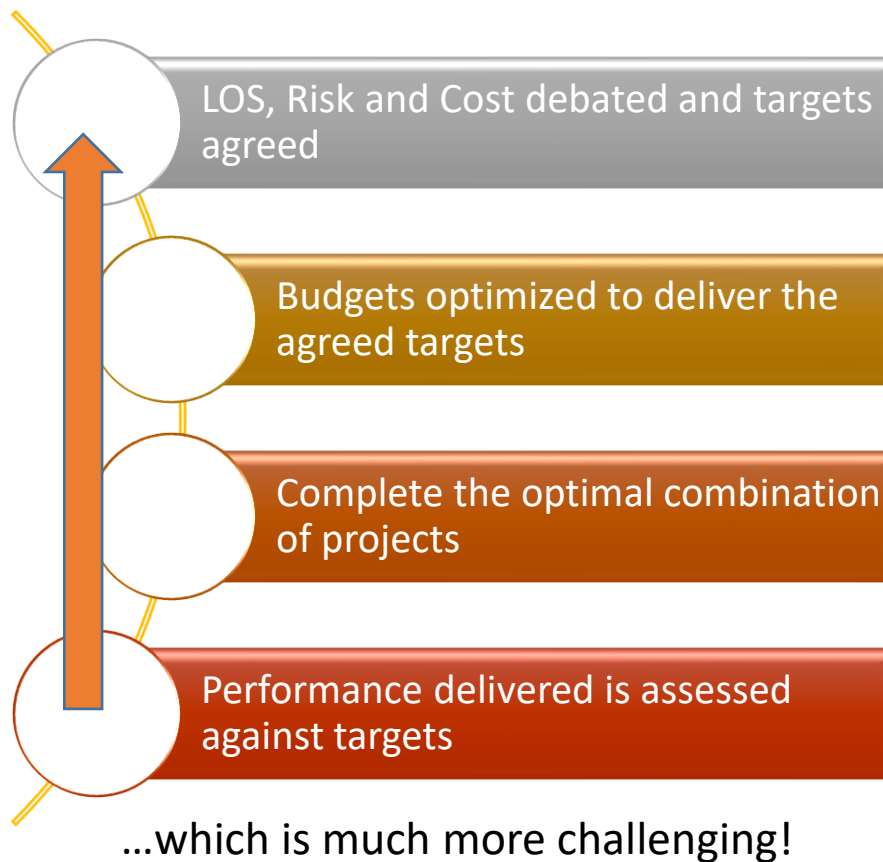 LOS, Risk and Cost debated and targets
agreed
Budgets optimized to deliver the
agreed targets
Complete the optimal combination
of projects
Performance delivered is assessed
against targets
...which is much more challenging!